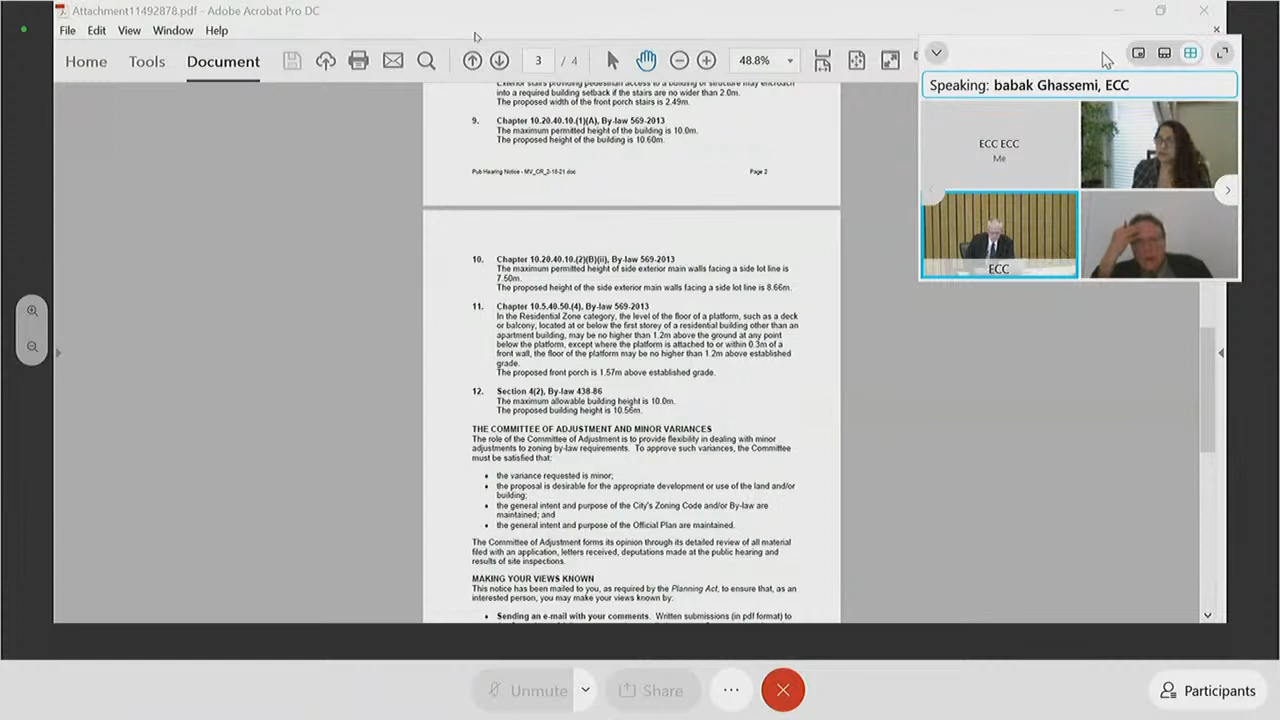 Attachment11492878.pdf - Adobe Acrobat Pro DC
File Edit View Window Help
Home Tools Document 3 / 4 48.8%
Speaking: babak Ghassemi, ECC
ECC ECC
Me
ECC
Exterior stairs providing pedestrian access to a building or structure may encroach
into a required building setback if the stairs are no wider than 2.0m.
The proposed width of the front porch stairs is 2.49m.
9. Chapter 10.20.40.10.(1)(A), By-law 569-2013
The maximum permitted height of the building is 10.0m.
The proposed height of the building is 10.60m.
Pub Hearing Notice - MV_CR_2-18-21.doc Page 2
10. Chapter 10.20.40.10.(2)(B)(ii), By-law 569-2013
The maximum permitted height of side exterior main walls facing a side lot line is
7.50m.
The proposed height of the side exterior main walls facing a side lot line is 8.66m.
11. Chapter 10.5.40.50.(4), By-law 569-2013
In the Residential Zone category, the level of the floor of a platform, such as a deck
or balcony, located at or below the first storey of a residential building other than an
apartment building, may be no higher than 1.2m above the ground at any point
below the platform, except where the platform is attached to or within 0.3m of a
front wall, the floor of the platform may be no higher than 1.2m above established
grade.
The proposed front porch is 1.57m above established grade.
12. Section 4(2), By-law 438-86
The maximum allowable building height is 10.0m.
The proposed building height is 10.56m.
THE COMMITTEE OF ADJUSTMENT AND MINOR VARIANCES
The role of the Committee of Adjustment is to provide flexibility in dealing with minor
adjustments to zoning by-law requirements. To approve such variances, the Committee
must be satisfied that:
• the variance requested is minor;
• the proposal is desirable for the appropriate development or use of the land and/or
building;
• the general intent and purpose of the City's Zoning Code and/or By-law are
maintained; and
• the general intent and purpose of the Official Plan are maintained.
The Committee of Adjustment forms its opinion through its detailed review of all material
filed with an application, letters received, deputations made at the public hearing and
results of site inspections.
MAKING YOUR VIEWS KNOWN
This notice has been mailed to you, as required by the Planning Act, to ensure that, as an
interested person, you may make your views known by:
• Sending an e-mail with your comments. Written submissions (in pdf format) to
Unmute Share Participants